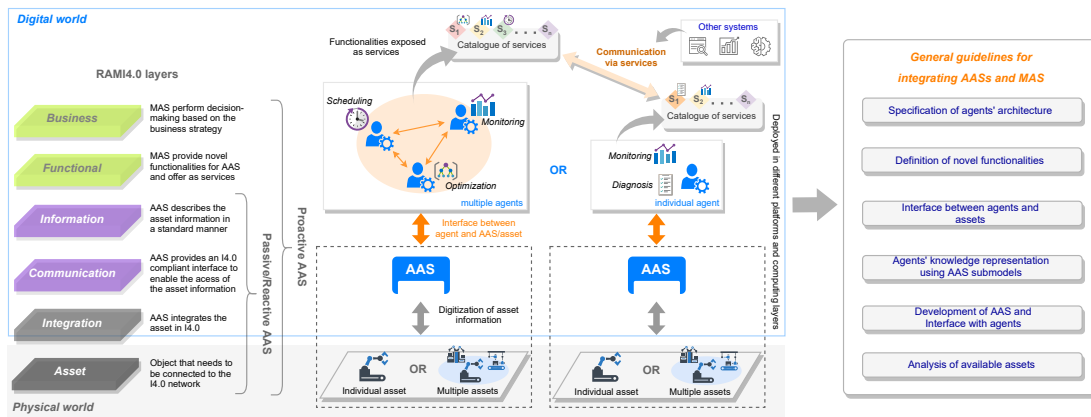 Digital world
RAMI4.0 layers
Business
MAS perform decision-
making based on the
business strategy
Functional
MAS provide novel
functionalities for AAS
and offer as services
Information
AAS describes the
asset information in
a standard manner
Communication
AAS provides an I4.0
compliant interface to
enable the acess of
the asset information
Integration
AAS integrates the
asset in I4.0
Asset
Object that needs to
be connected to the
I4.0 network
Physical world
Passive/Reactive AAS
Proactive AAS
Functionalities exposed
as services
S1 S2 S3 . . . Sn
Catalogue of services
Scheduling
Monitoring
Optimization
multiple agents
Interface between
agent and AAS/asset
AAS
Digitization of asset
information
Individual asset
OR
Multiple assets
OR
Communication
via services
Other systems
S1 S2 . . . Sn
Catalogue of services
Monitoring
Diagnosis
individual agent
AAS
Individual asset
OR
Multiple assets
Deployed in different platforms and computing layers
General guidelines for
integrating AASs and MAS
Specification of agents' architecture
Definition of novel functionalities
Interface between agents and
assets
Agents' knowledge representation
using AAS submodels
Development of AAS and
Interface with agents
Analysis of available assets